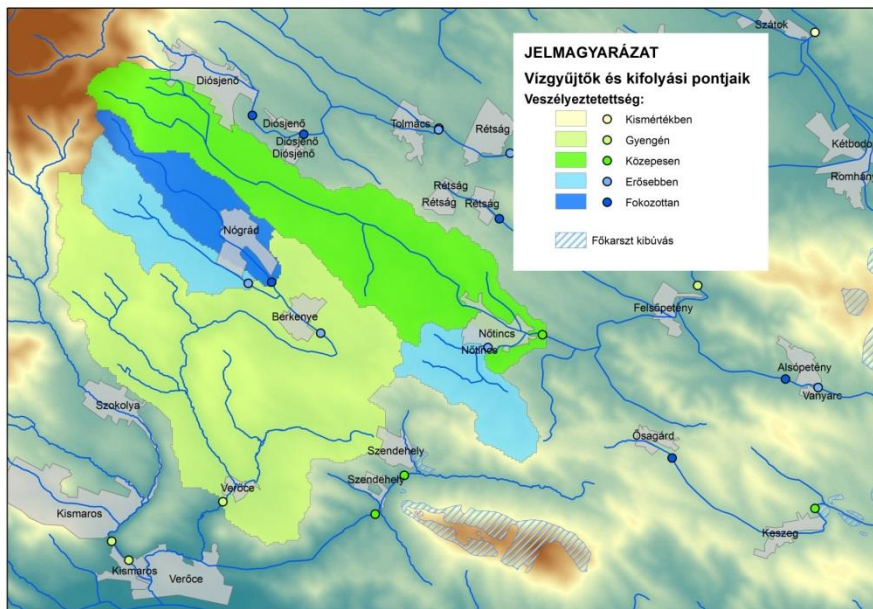 Szátok
JELMAGYARÁZAT
Vízgyűjtők és kifolyási pontjaik
Veszélyeztetettség:
Kismértékben
Gyengén
Közepesen
Erősebben
Fokozottan
Főkarszt kibúvás
Diósjenő
Diósjenő
Diósjenő
Diósjenő
Tolmács
Rétság
Kétbodo
Romhány
Rétság
Rétság
Rétság
Nógrád
Berkenye
Felsőpetény
Nőtincs
Nőtincs
Alsópetény
Vanyarc
Szokolya
Ősagárd
Szendehely
Szendehely
Verőce
Kismaros
Keszeg
Kismaros
Verőce